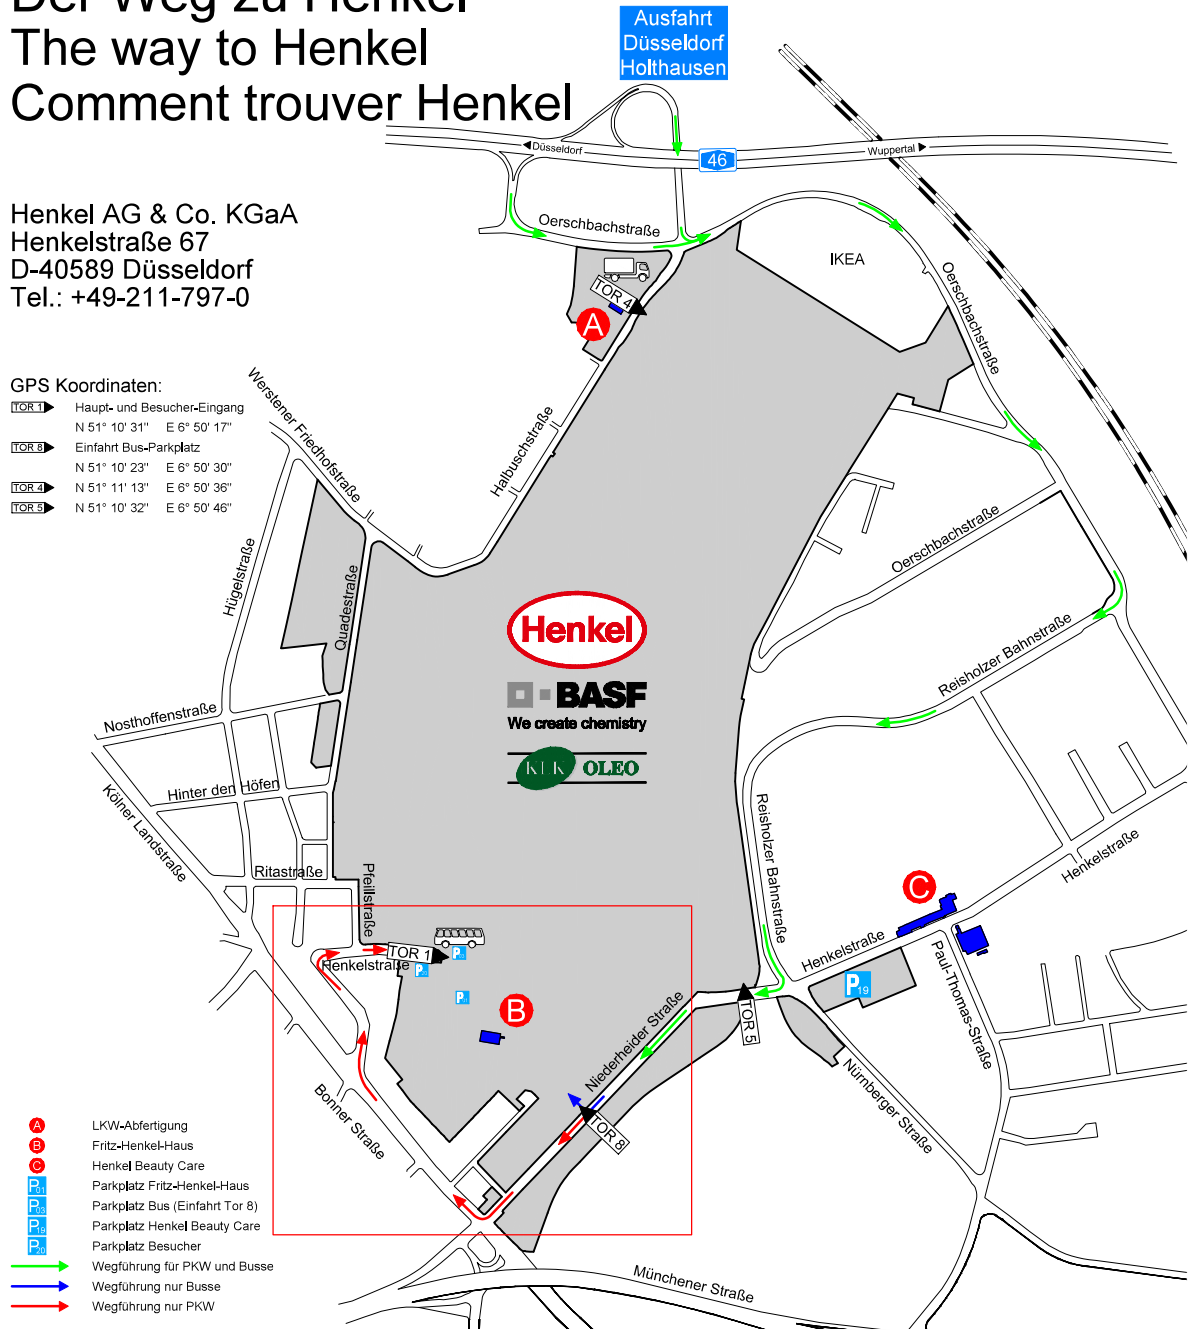 Der Weg zu Henkel
The way to Henkel
Comment trouver Henkel
Ausfahrt
Düsseldorf
Holthausen
Düsseldorf
46
Wuppertal
Henkel AG & Co. KGaA
Henkelstraße 67
D-40589 Düsseldorf
Tel.: +49-211-797-0
Oerschbachstraße
IKEA
TOR 4
A
Oerschbachstraße
GPS Koordinaten:
TOR 1 Haupt- und Besucher-Eingang
N 51° 10' 31" E 6° 50' 17"
TOR 8 Einfahrt Bus-Parkplatz
N 51° 10' 23" E 6° 50' 30"
TOR 4 N 51° 11' 13" E 6° 50' 36"
TOR 5 N 51° 10' 32" E 6° 50' 46"
Werstener Friedhofstraße
Halbuschstraße
Oerschbachstraße
Hügelstraße
Quadestraße
Henkel
BASF
We create chemistry
KLK OLEO
Reisholzer Bahnstraße
Nosthoffenstraße
Hinter den Höfen
Kölner Landstraße
Reisholzer Bahnstraße
Henkelstraße
Ritastraße
Pfeillstraße
C
Henkelstraße
TOR 1
Henkelstraße
Paul-Thomas-Straße
P19
B
TOR 5
Niederheider Straße
Nürnberger Straße
Bonner Straße
TOR 8
Münchener Straße
A LKW-Abfertigung
B Fritz-Henkel-Haus
C Henkel Beauty Care
P01 Parkplatz Fritz-Henkel-Haus
P03 Parkplatz Bus (Einfahrt Tor 8)
P19 Parkplatz Henkel Beauty Care
P20 Parkplatz Besucher
Wegführung für PKW und Busse
Wegführung nur Busse
Wegführung nur PKW